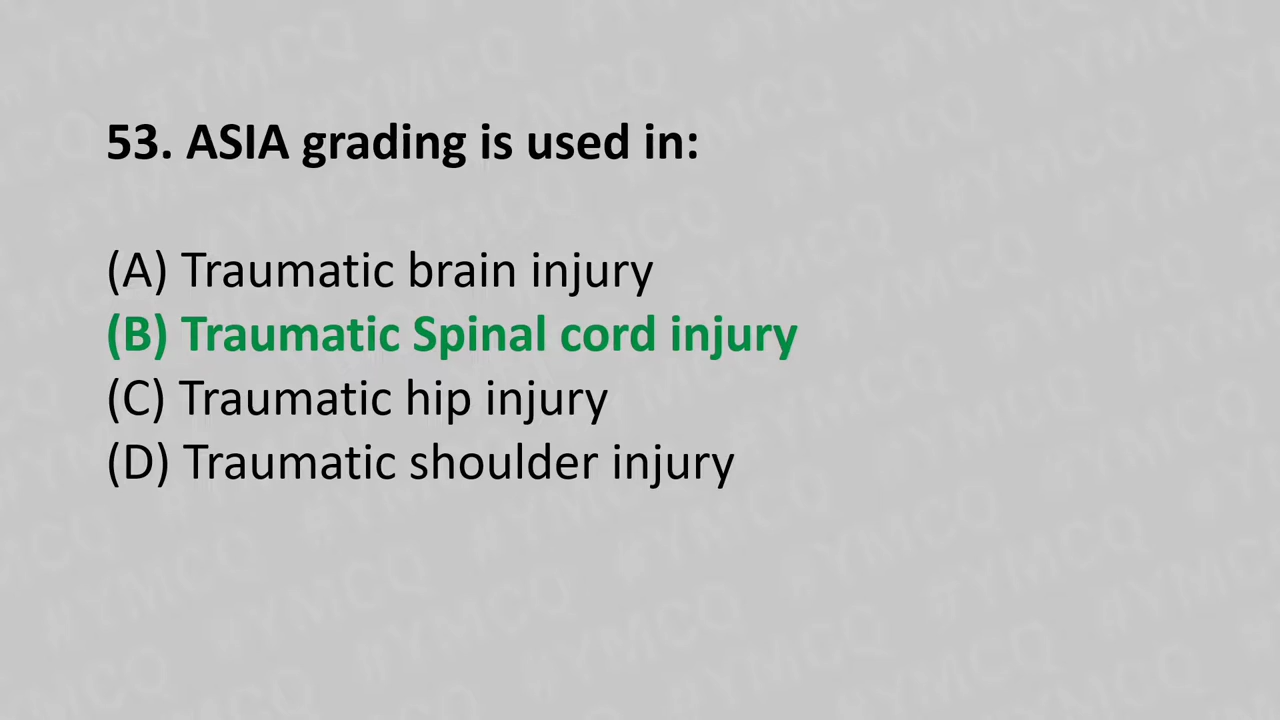 53. ASIA grading is used in:
(A) Traumatic brain injury
(B) Traumatic Spinal cord injury
(C) Traumatic hip injury
(D) Traumatic shoulder injury